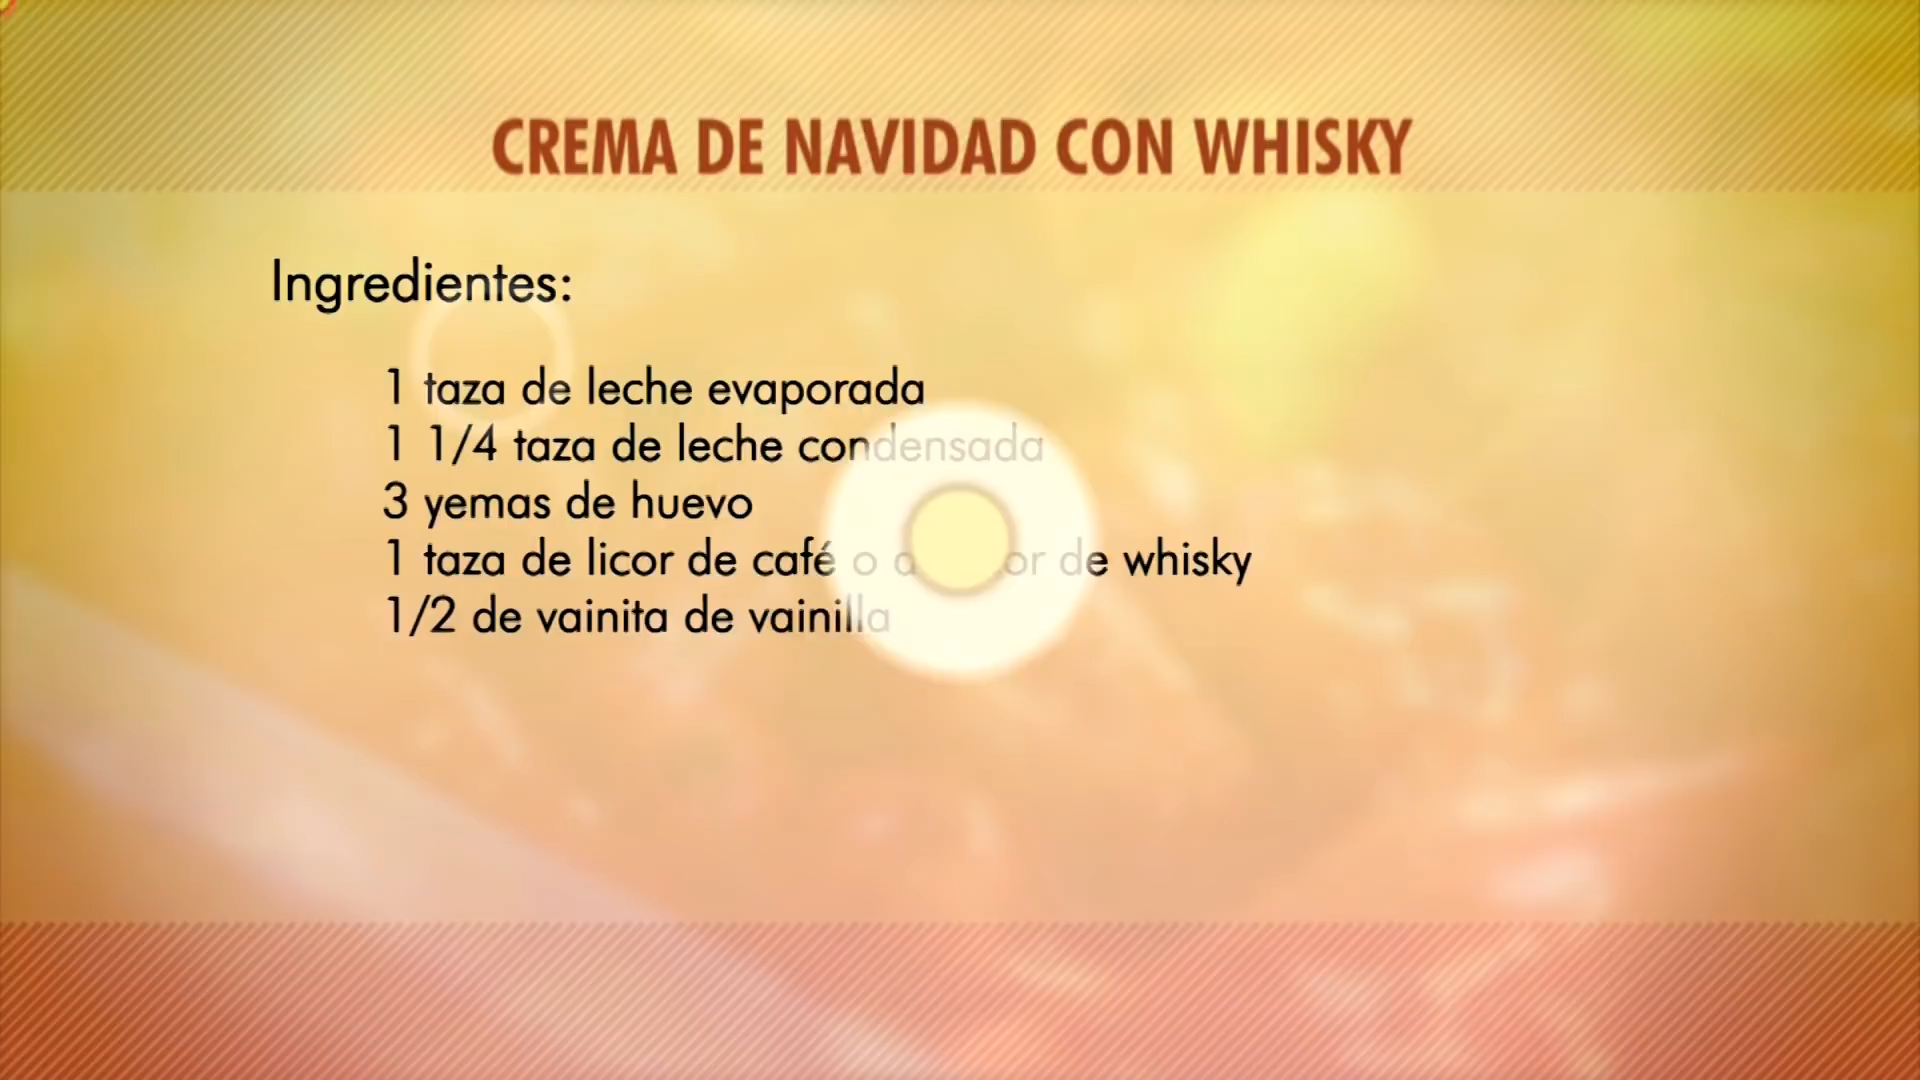 CREMA DE NAVIDAD CON WHISKY
Ingredientes:
1 taza de leche evaporada
1 1/4 taza de leche condensada
3 yemas de huevo
1 taza de licor de café o de whisky
1/2 de vainita de vainilla